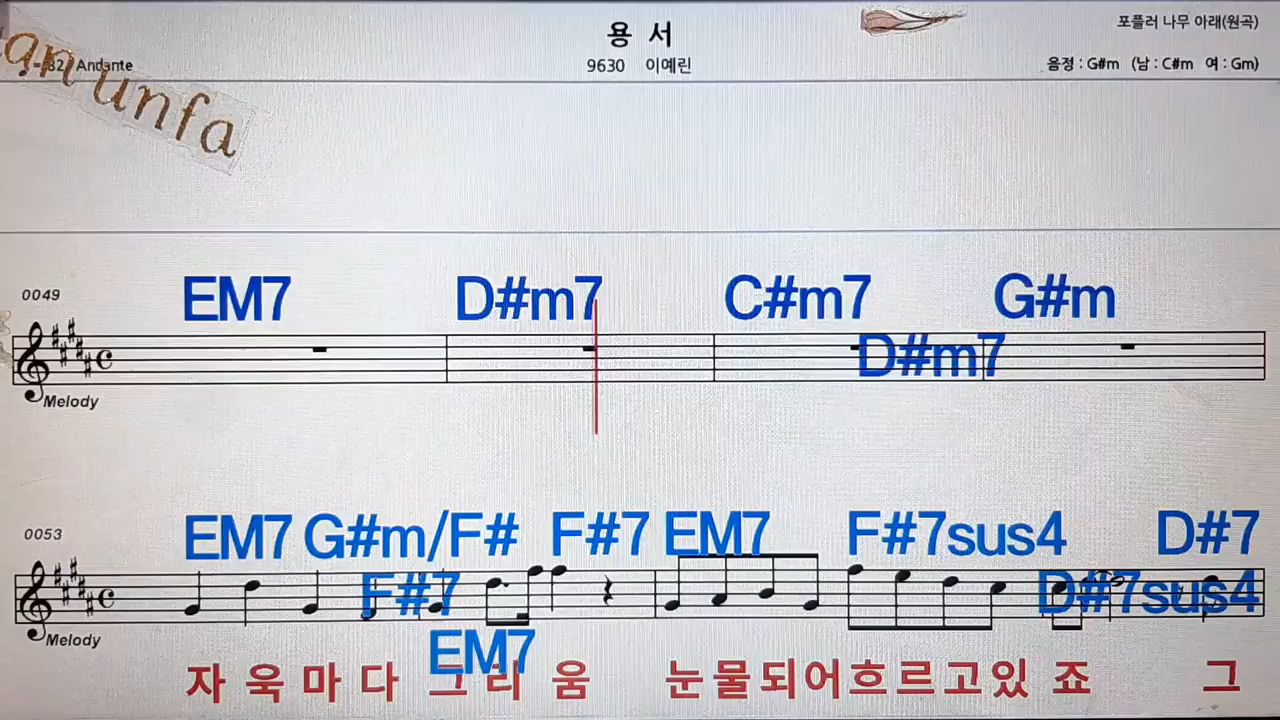 용 서
포플러 나무 아래(원곡)
an unfa
Andante
9630 이예린
음정 : G#m (남 : C#m 여 : Gm)
0049
EM7 D#m7 C#m7 G#m
D#m7
Melody
0053
EM7 G#m/F# F#7 EM7 F#7sus4 D#7
F#7 D#7sus4
Melody
EM7
자 욱 마 다 그 리 움 눈 물 되 어 흐 르 고 있 죠 그